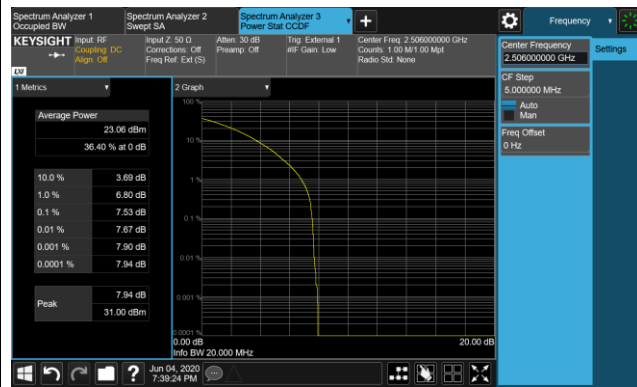 Spectrum Analyzer 1
Occupied BW
Spectrum Analyzer 2
Swept SA
Spectrum Analyzer 3
Power Stat CCDF
Frequency
KEYSIGHT
Input: RF
Coupling: DC
Align: Off
Input Z: 50 Ω
Corrections: Off
Freq Ref: Ext (S)
Atten: 30 dB
Preamp: Off
Trig: External 1
#IF Gain: Low
Center Freq: 2.506000000 GHz
Counts: 1.00 M/1.00 Mpt
Radio Std: None
LXI
Center Frequency
2.506000000 GHz
Settings
CF Step
5.000000 MHz
Auto
Man
Freq Offset
0 Hz
1 Metrics
Average Power
23.06 dBm
36.40 % at 0 dB
10.0 % 3.69 dB
1.0 % 6.80 dB
0.1 % 7.53 dB
0.01 % 7.67 dB
0.001 % 7.90 dB
0.0001 % 7.94 dB
Peak 7.94 dB
31.00 dBm
2 Graph
100 %
10 %
1 %
0.1 %
0.01 %
0.001 %
0.0001 %
0.00 dB
20.00 dB
Info BW 20.000 MHz
?
Jun 04, 2020
7:39:24 PM